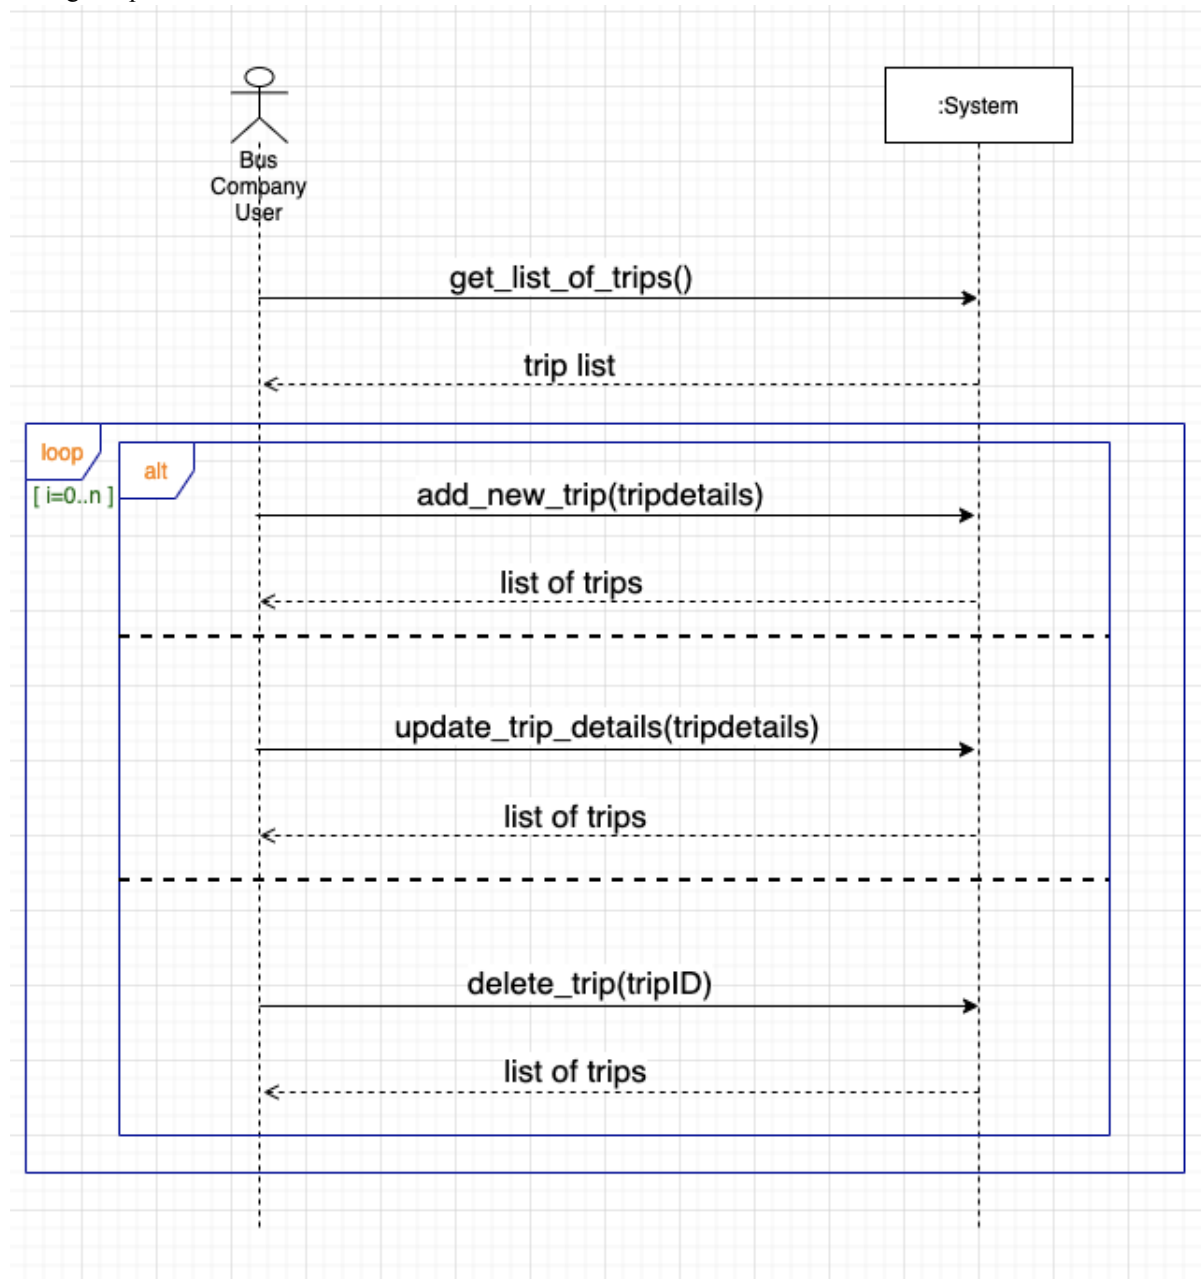 :System
Bus
Company
User
get_list_of_trips()
trip list
loop
[ i=0..n ]
alt
add_new_trip(tripdetails)
list of trips
update_trip_details(tripdetails)
list of trips
delete_trip(tripID)
list of trips